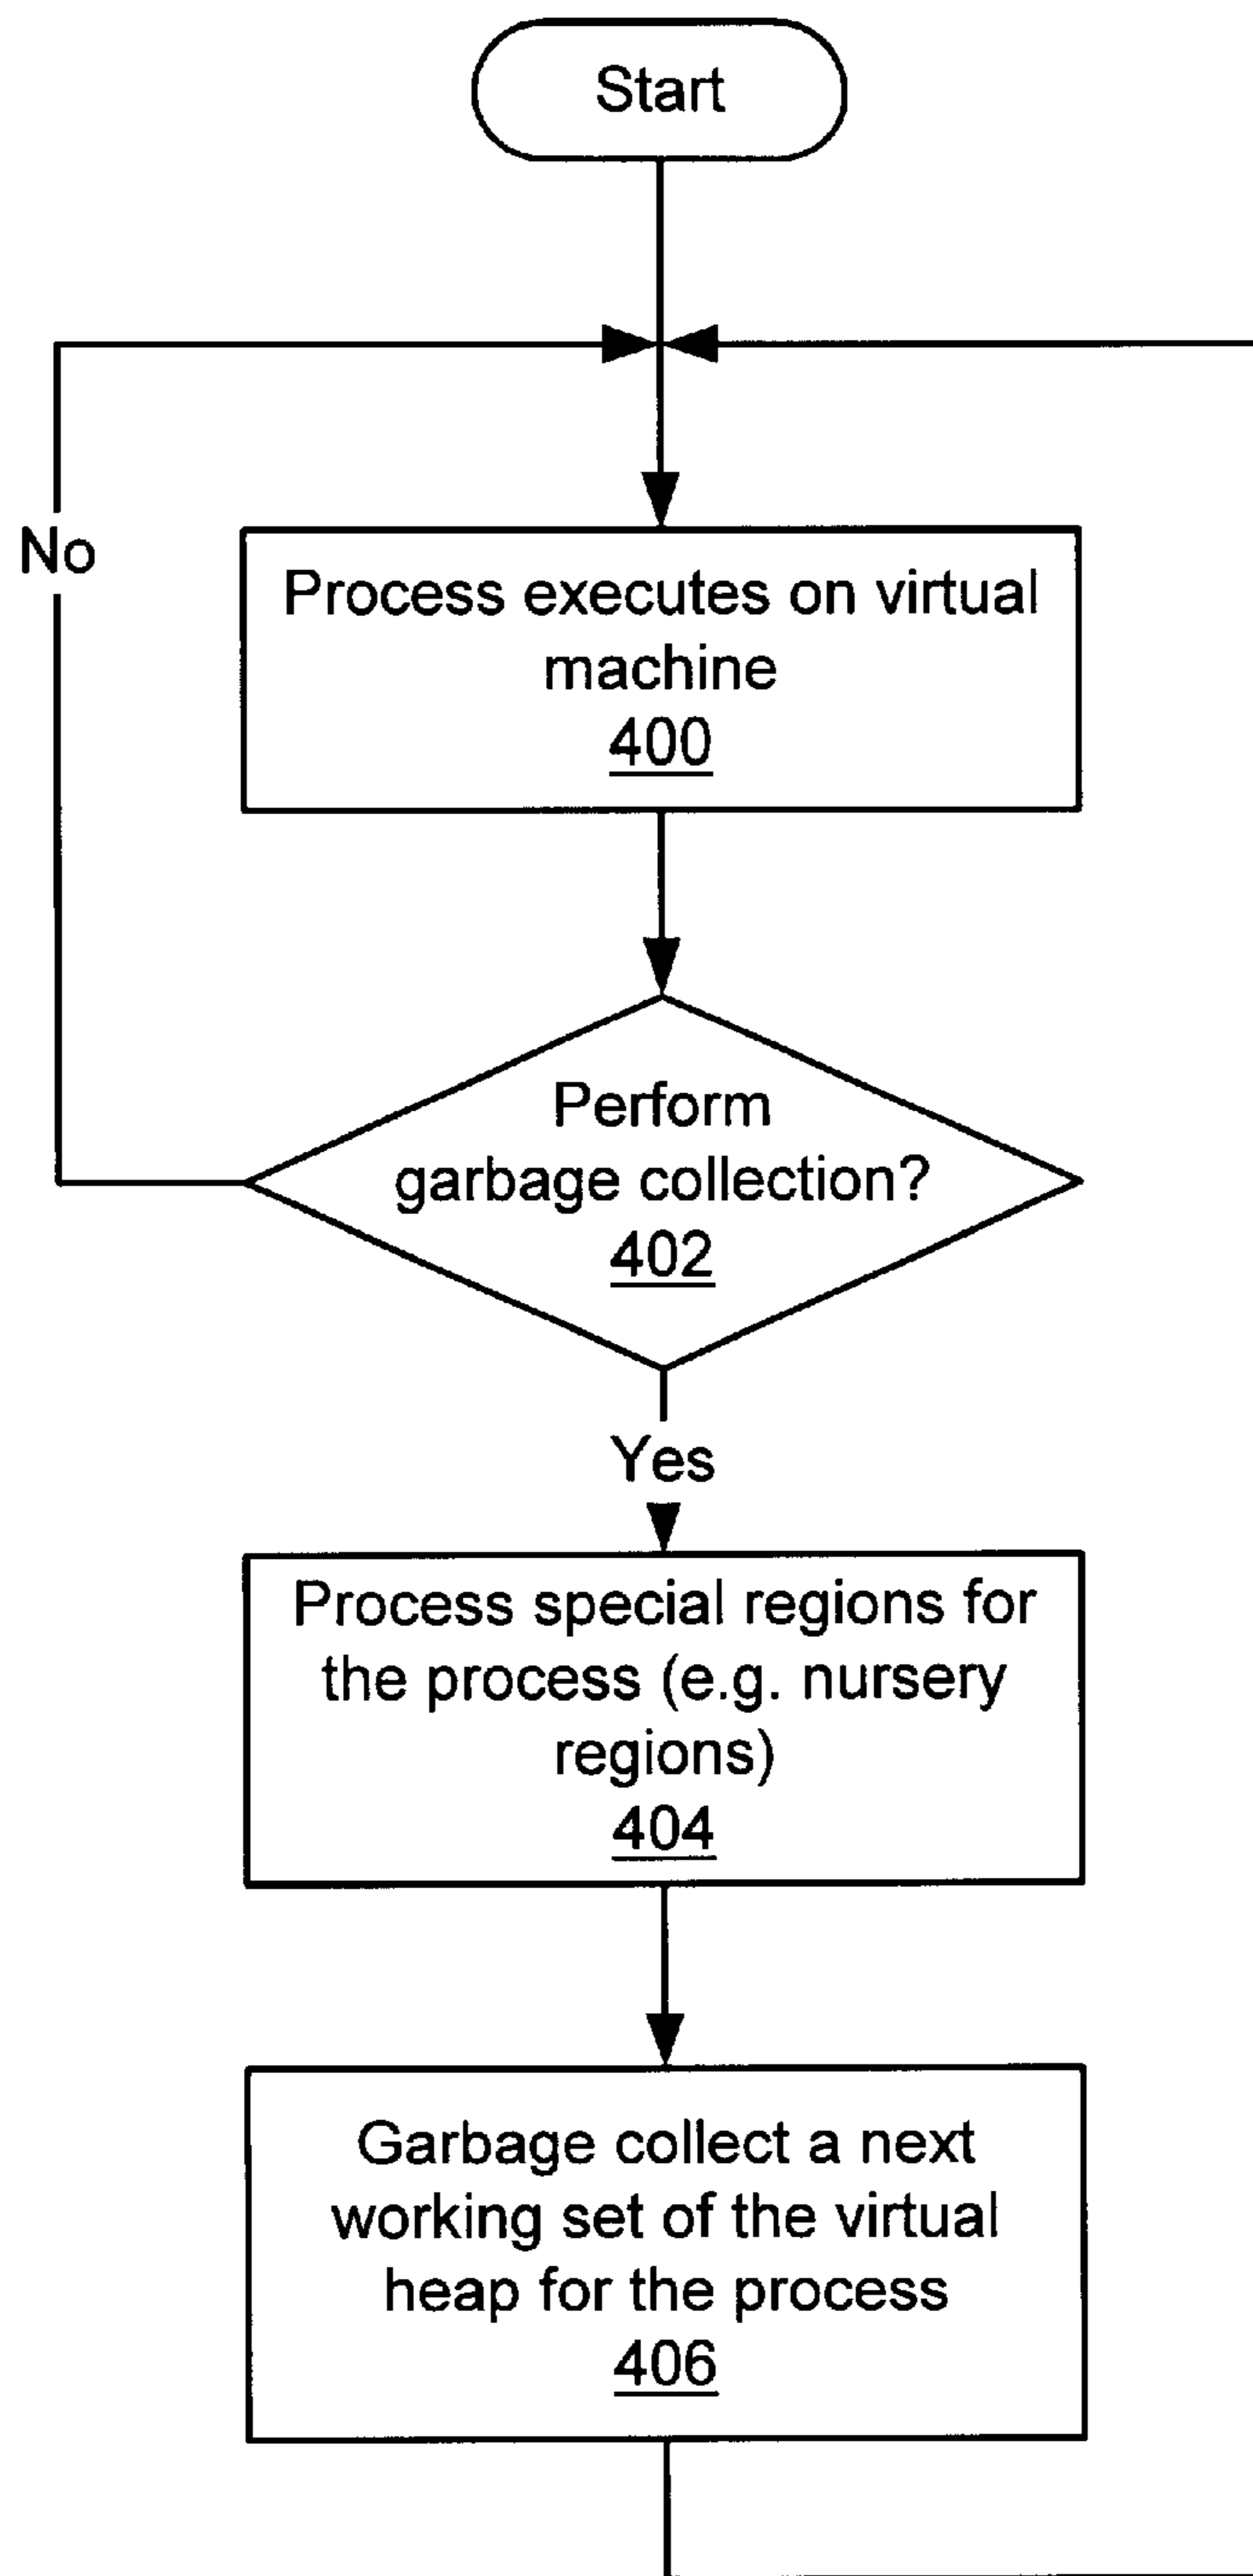 Start
No
Process executes on virtual
machine
400
Perform
garbage collection?
402
Yes
Process special regions for
the process (e.g. nursery
regions)
404
Garbage collect a next
working set of the virtual
heap for the process
406